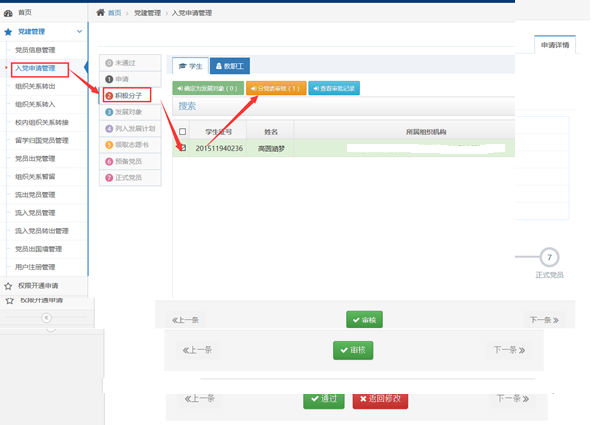 首页
党建管理
党员信息管理
入党申请管理
组织关系转出
组织关系转入
校内组织关系转接
留学归国党员管理
党员出党管理
组织关系暂留
流出党员管理
流入党员管理
流入党员转出管理
党员出国境管理
用户注册管理
权限开通申请
权限开通申请
首页 > 党建管理 > 入党申请管理
0 未通过
1 申请
2 积极分子
3 发展对象
4 列入发展计划
5 领取志愿书
6 预备党员
7 正式党员
学生 教职工
确定为发展对象 ( 0 ) 分党委审核 ( 1 ) 查看审批记录
搜索
学生证号 姓名 所属组织机构
201511940236 高圆涵梦
申请详情
7
正式党员
上一条 审核 下一条
上一条 审核 下一条
上一条 通过 返回修改 下一条